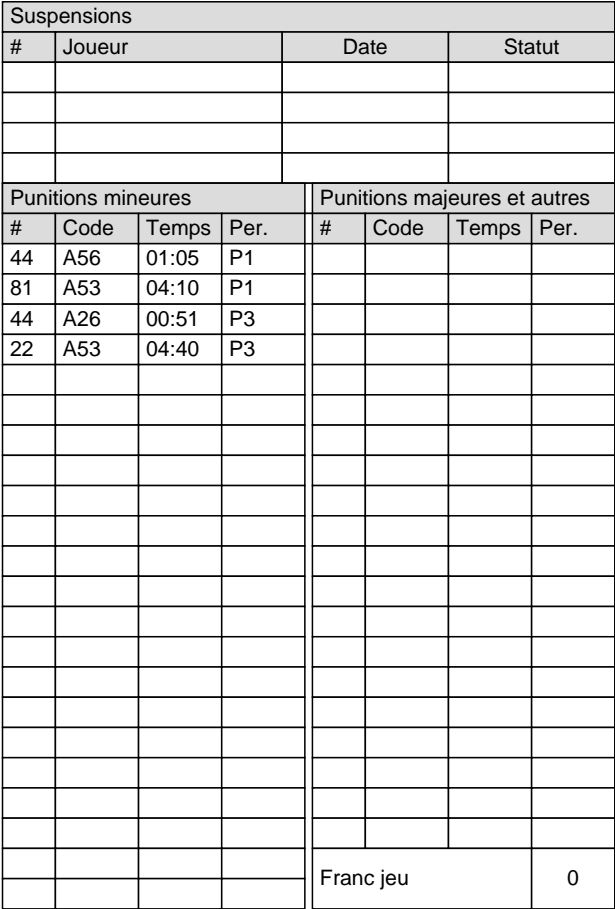 Suspensions
# Joueur Date Statut
Punitions mineures Punitions majeures et autres
# Code Temps Per. # Code Temps Per.
44 A56 01:05 P1
81 A53 04:10 P1
44 A26 00:51 P3
22 A53 04:40 P3
Franc jeu 0